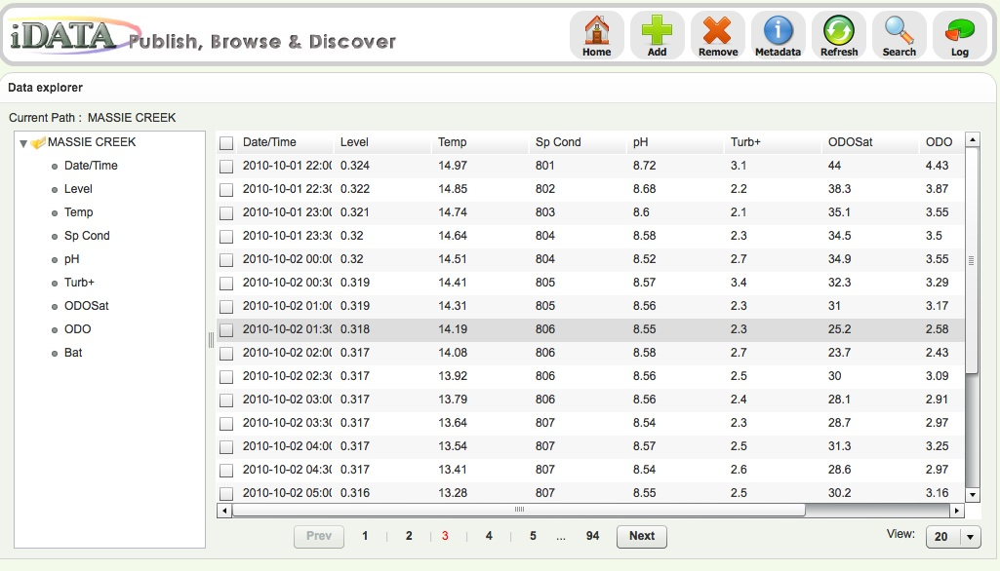 iDATA Publish, Browse & Discover
Home Add Remove Metadata Refresh Search Log
Data explorer
Current Path : MASSIE CREEK
MASSIE CREEK
Date/Time
Level
Temp
Sp Cond
pH
Turb+
ODOSat
ODO
Bat
Date/Time Level Temp Sp Cond pH Turb+ ODOSat ODO
2010-10-01 22:00 0.324 14.97 801 8.72 3.1 44 4.43
2010-10-01 22:30 0.322 14.85 802 8.68 2.2 38.3 3.87
2010-10-01 23:00 0.321 14.74 803 8.6 2.1 35.1 3.55
2010-10-01 23:30 0.32 14.64 804 8.58 2.3 34.5 3.5
2010-10-02 00:00 0.32 14.51 804 8.52 2.7 34.9 3.55
2010-10-02 00:30 0.319 14.41 805 8.57 3.4 32.3 3.29
2010-10-02 01:00 0.319 14.31 805 8.56 2.3 31 3.17
2010-10-02 01:30 0.318 14.19 806 8.55 2.3 25.2 2.58
2010-10-02 02:00 0.317 14.08 806 8.58 2.7 23.7 2.43
2010-10-02 02:30 0.317 13.92 806 8.56 2.5 30 3.09
2010-10-02 03:00 0.317 13.79 806 8.56 2.4 28.1 2.91
2010-10-02 03:30 0.317 13.64 807 8.54 2.3 28.7 2.97
2010-10-02 04:00 0.317 13.54 807 8.57 2.5 31.3 3.25
2010-10-02 04:30 0.317 13.41 807 8.54 2.6 28.6 2.97
2010-10-02 05:00 0.316 13.28 807 8.55 2.5 30.2 3.16
Prev 1 | 2 | 3 | 4 | 5 ... 94 Next View: 20